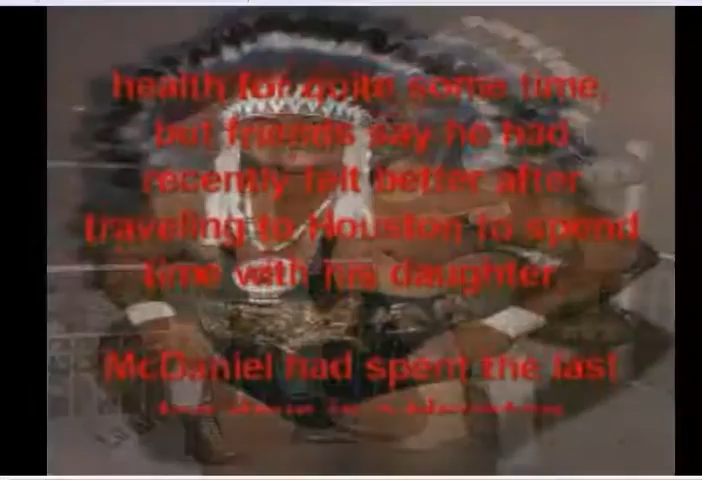 health for quite some time,
but friends say he had
recently felt better after
traveling to Houston to spend
time with his daughter.
McDaniel had spent the last